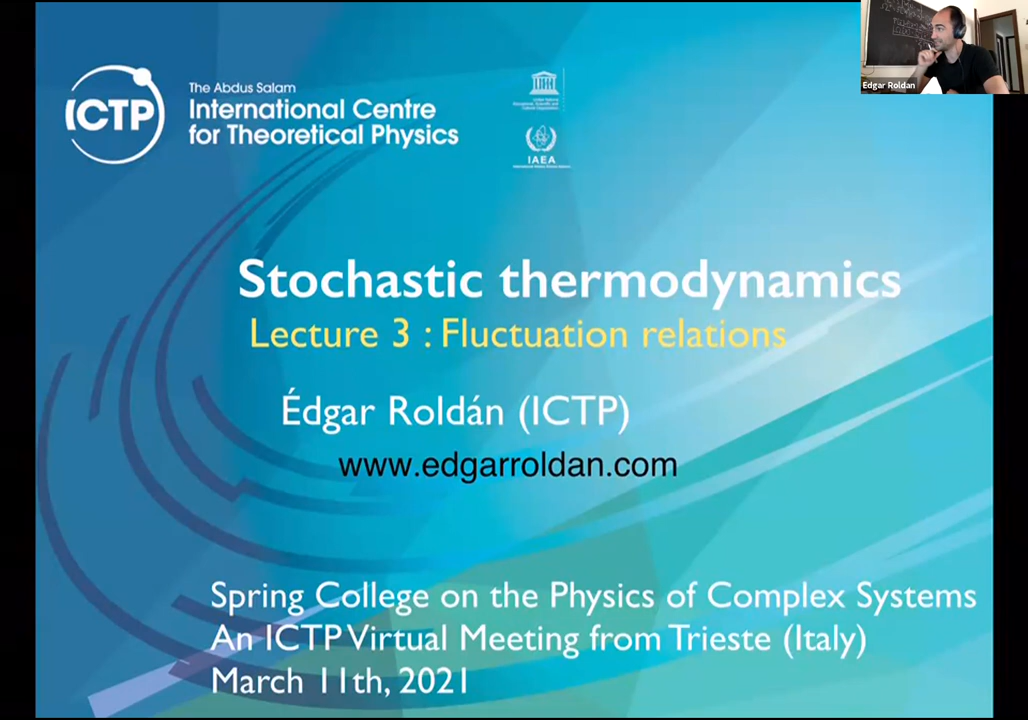 Edgar Roldan
ICTP
The Abdus Salam
International Centre
for Theoretical Physics
IAEA
Stochastic thermodynamics
Lecture 3 : Fluctuation relations
Édgar Roldán (ICTP)
www.edgarroldan.com
Spring College on the Physics of Complex Systems
An ICTP Virtual Meeting from Trieste (Italy)
March 11th, 2021